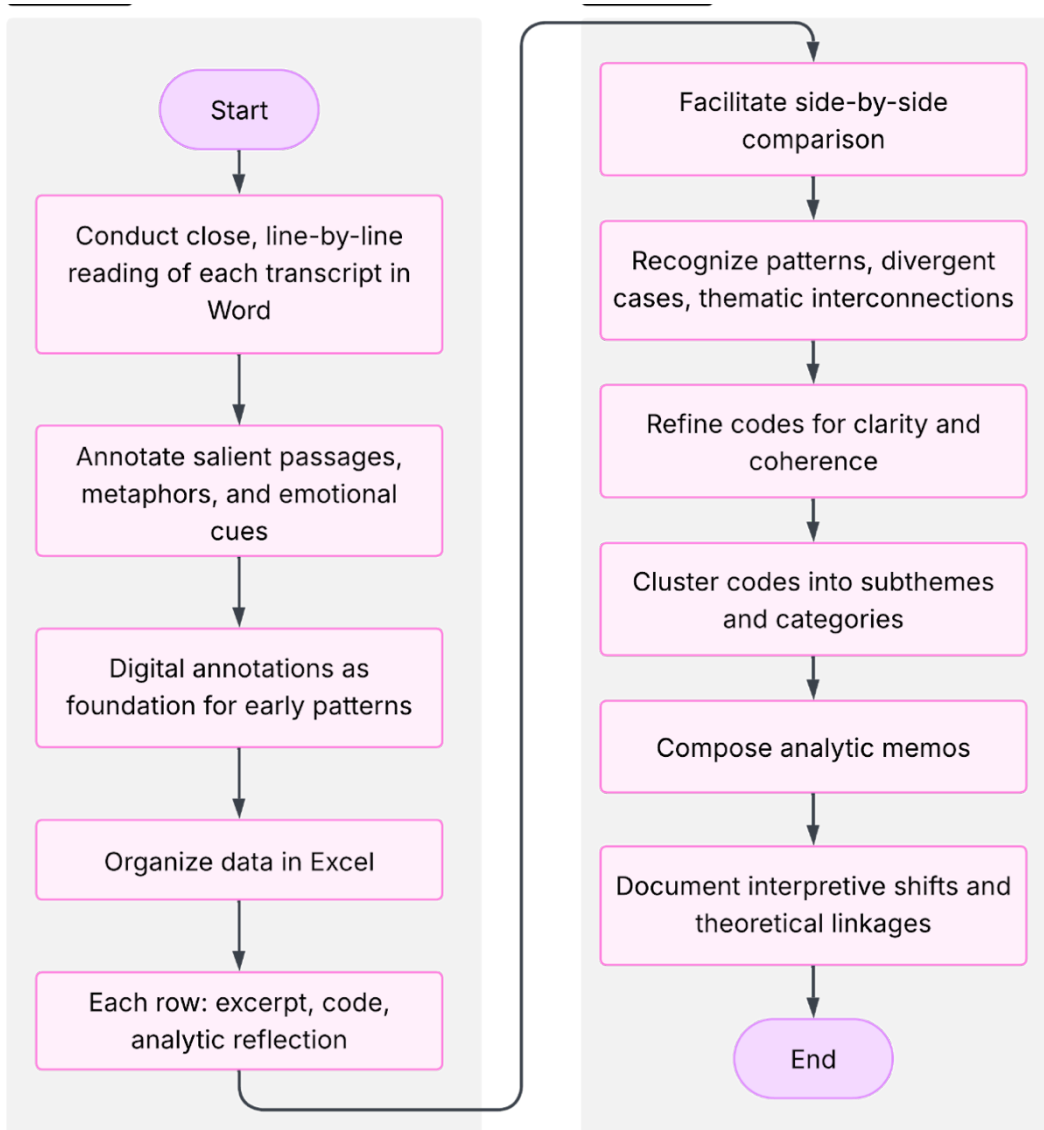 Start
Conduct close, line-by-line
reading of each transcript in
Word
Annotate salient passages,
metaphors, and emotional
cues
Digital annotations as
foundation for early patterns
Organize data in Excel
Each row: excerpt, code,
analytic reflection
Facilitate side-by-side
comparison
Recognize patterns, divergent
cases, thematic interconnections
Refine codes for clarity and
coherence
Cluster codes into subthemes
and categories
Compose analytic memos
Document interpretive shifts and
theoretical linkages
End